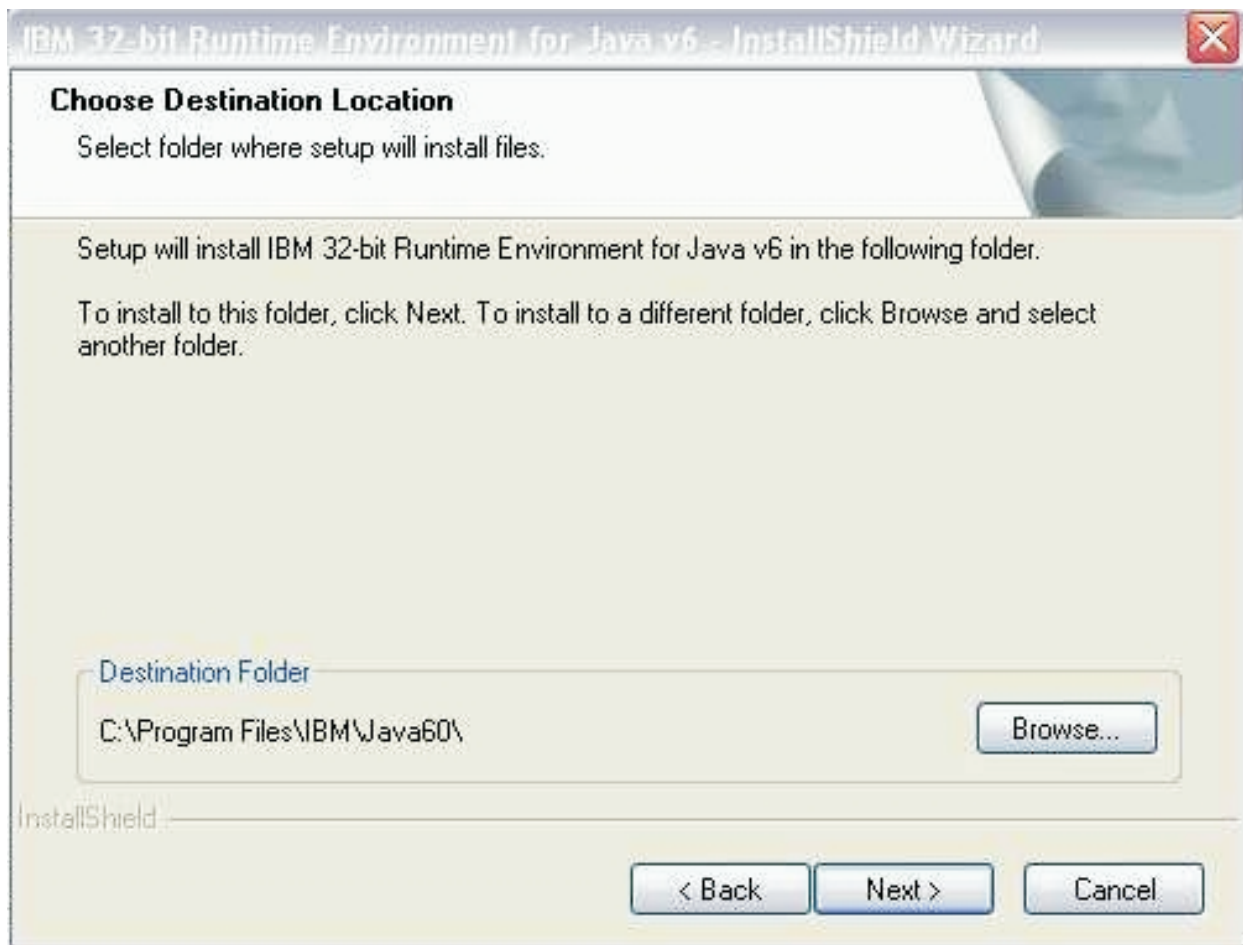 IBM 32-bit Runtime Environment for Java v6 - InstallShield Wizard
Choose Destination Location
Select folder where setup will install files.
Setup will install IBM 32-bit Runtime Environment for Java v6 in the following folder.
To install to this folder, click Next. To install to a different folder, click Browse and select
another folder.
Destination Folder
C:\Program Files\IBM\Java60\
Browse...
InstallShield
< Back
Next >
Cancel